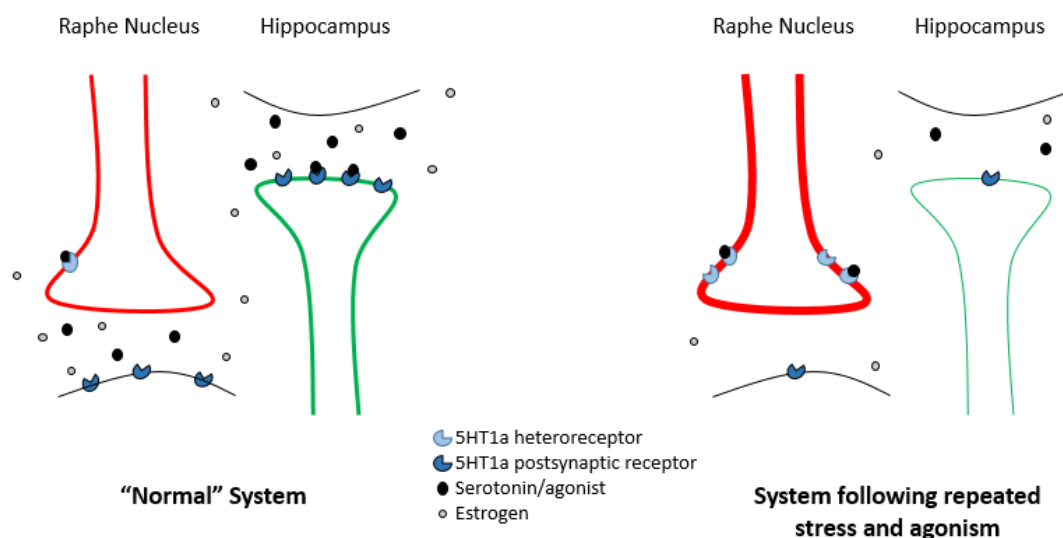 Raphe Nucleus Hippocampus
Raphe Nucleus Hippocampus
5HT1a heteroreceptor
5HT1a postsynaptic receptor
Serotonin/agonist
Estrogen
“Normal” System
System following repeated
stress and agonism